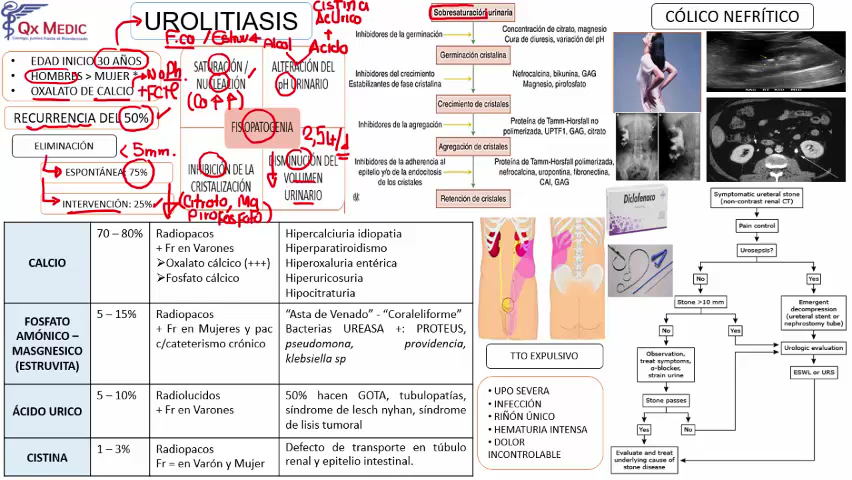 Qx MEDIC
UROLITIASIS
Cistina
Ac Urico
F.co / Estruv
Alcol
Acido
EDAD INICIO 30 AÑOS
HOMBRES > MUJER *
OXALATO DE CALCIO
RECURRENCIA DEL 50%
ELIMINACIÓN
< 5mm.
ESPONTÁNEA: 75%
INTERVENCIÓN: 25%
SATURACIÓN /
NUCLEACIÓN
ALTERACIÓN DEL
pH URINARIO
FISIOPATOGENIA
INHIBICIÓN DE LA
CRISTALIZACIÓN
DISMINUCIÓN DEL
VOLUMEN
URINARIO
(Citrato, Mg
Pirofosfato)
Sobresaturación urinaria
Inhibidores de la germinación
Concentración de citrato, magnesio
Cura de diuresis, variación del pH
Germinación cristalina
Inhibidores del crecimiento
Estabilizantes de fase cristalina
Nefrocalcina, bikunina, GAG
Magnesio, pirofosfato
Crecimiento de cristales
Inhibidores de la agregación
Proteína de Tamm-Horsfall no
polimerizada, UPTF1, GAG, citrato
Agregación de cristales
Inhibidores de la adherencia al
epitelio y/o de la endocitosis
de los cristales
Proteína de Tamm-Horsfall polimerizada,
nefrocalcina, uropontina, fibronectina,
CAI, GAG
Retención de cristales
CÓLICO NEFRÍTICO
CALCIO
70 – 80%
Radiopacos
+ Fr en Varones
➢Oxalato cálcico (+++)
➢Fosfato cálcico
Hipercalciuria idiopatia
Hiperparatiroidismo
Hiperoxaluria entérica
Hiperuricosuria
Hipocitraturia
FOSFATO
AMÓNICO –
MASGNESICO
(ESTRUVITA)
5 – 15%
Radiopacos
+ Fr en Mujeres y pac
c/cateterismo crónico
“Asta de Venado” - “Coraleliforme”
Bacterias UREASA +: PROTEUS,
pseudomona, providencia,
klebsiella sp
ÁCIDO URICO
5 – 10%
Radiolucidos
+ Fr en Varones
50% hacen GOTA, tubulopatías,
síndrome de lesch nyhan, síndrome
de lisis tumoral
CISTINA
1 – 3%
Radiopacos
Fr = en Varón y Mujer
Defecto de transporte en túbulo
renal y epitelio intestinal.
TTO EXPULSIVO
• UPO SEVERA
• INFECCIÓN
• RIÑÓN ÚNICO
• HEMATURIA INTENSA
• DOLOR
INCONTROLABLE
Diclofenaco
Symptomatic ureteral stone
(non-contrast renal CT)
Pain control
Urosepsis?
No
Yes
Stone >10 mm
Emergent
decompression
(ureteral stent or
nephrostomy tube)
No
Yes
Urologic evaluation
Observation,
treat symptoms,
α-blocker,
strain urine
ESWL or URS
Stone passes
Yes
No
Evaluate and treat
underlying cause of
stone disease